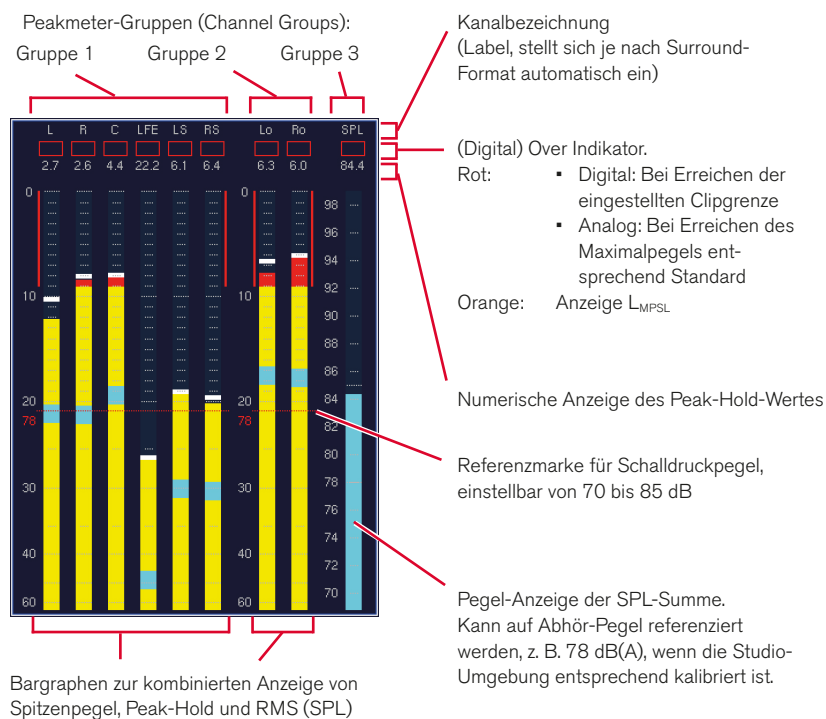 Peakmeter-Gruppen (Channel Groups):
Gruppe 1 Gruppe 2 Gruppe 3
Kanalbezeichnung
(Label, stellt sich je nach Surround-
Format automatisch ein)
L R C LFE LS RS Lo Ro SPL
2.7 2.6 4.4 22.2 6.1 6.4 6.3 6.0 84.4
0
10
20
78
30
40
60
0
10
20
78
30
40
60
98
96
94
92
90
88
86
84
82
80
78
76
74
72
70
(Digital) Over Indikator.
Rot: ▪ Digital: Bei Erreichen der
eingestellten Clipgrenze
▪ Analog: Bei Erreichen des
Maximalpegels ent-
sprechend Standard
Orange: Anzeige LMPSL
Numerische Anzeige des Peak-Hold-Wertes
Referenzmarke für Schalldruckpegel,
einstellbar von 70 bis 85 dB
Pegel-Anzeige der SPL-Summe.
Kann auf Abhör-Pegel referenziert
werden, z. B. 78 dB(A), wenn die Studio-
Umgebung entsprechend kalibriert ist.
Bargraphen zur kombinierten Anzeige von
Spitzenpegel, Peak-Hold und RMS (SPL)